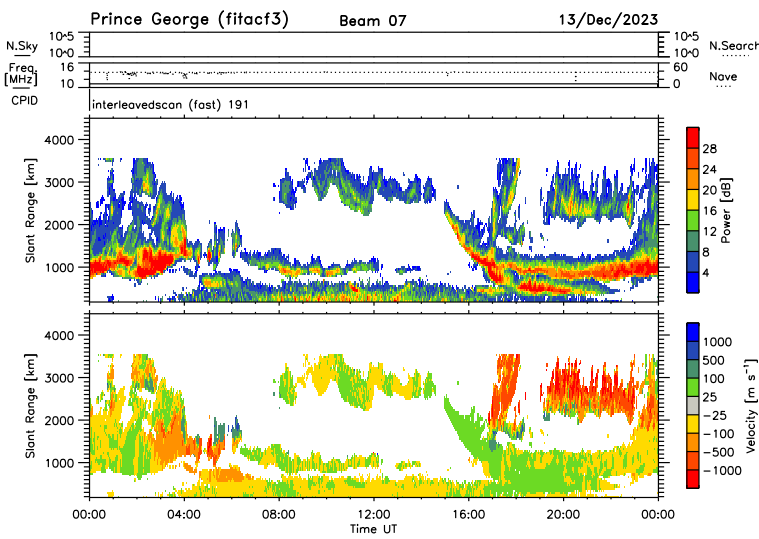 Prince George (fitacf3) Beam 07 13/Dec/2023
N.Sky 10^5 10^5 N.Search
10^0 10^0
Freq. 16 60 Nave
[MHz] 10 0
CPID interleavedscan (fast) 191
4000
3000
2000
1000
Slant Range [km]
28
24
20
16
12
8
4
Power [dB]
4000
3000
2000
1000
Slant Range [km]
1000
500
100
25
−25
−100
−500
−1000
Velocity [m s⁻¹]
00:00 04:00 08:00 12:00 16:00 20:00 00:00
Time UT